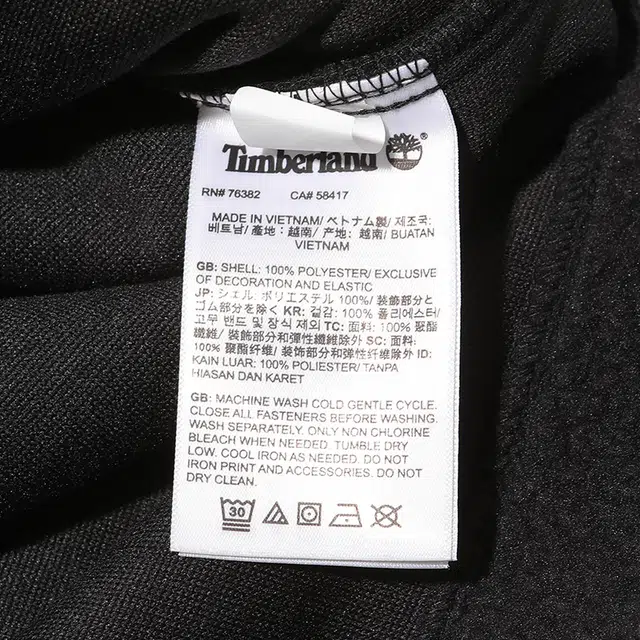 Timberland ®
RN# 76382 CA# 58417
MADE IN VIETNAM/ ベトナム製/ 제조국:
베트남/ 產地: 越南/ 产地: 越南/ BUATAN
VIETNAM
GB: SHELL: 100% POLYESTER/ EXCLUSIVE
OF DECORATION AND ELASTIC
JP: シェル: ポリエステル 100%/ 装飾部分と
ゴム部分を除く KR: 겉감: 100% 폴리에스터/
고무 밴드 및 장식 제외 TC: 面料: 100% 聚酯
纖維/ 裝飾部分和彈性纖維除外 SC: 面料:
100% 聚酯纤维/ 装饰部分和弹性纤维除外 ID:
KAIN LUAR: 100% POLIESTER/ TANPA
HIASAN DAN KARET
GB: MACHINE WASH COLD GENTLE CYCLE.
CLOSE ALL FASTENERS BEFORE WASHING.
WASH SEPARATELY. ONLY NON CHLORINE
BLEACH WHEN NEEDED. TUMBLE DRY
LOW. COOL IRON AS NEEDED. DO NOT
IRON PRINT AND ACCESSORIES. DO NOT
DRY CLEAN.
30